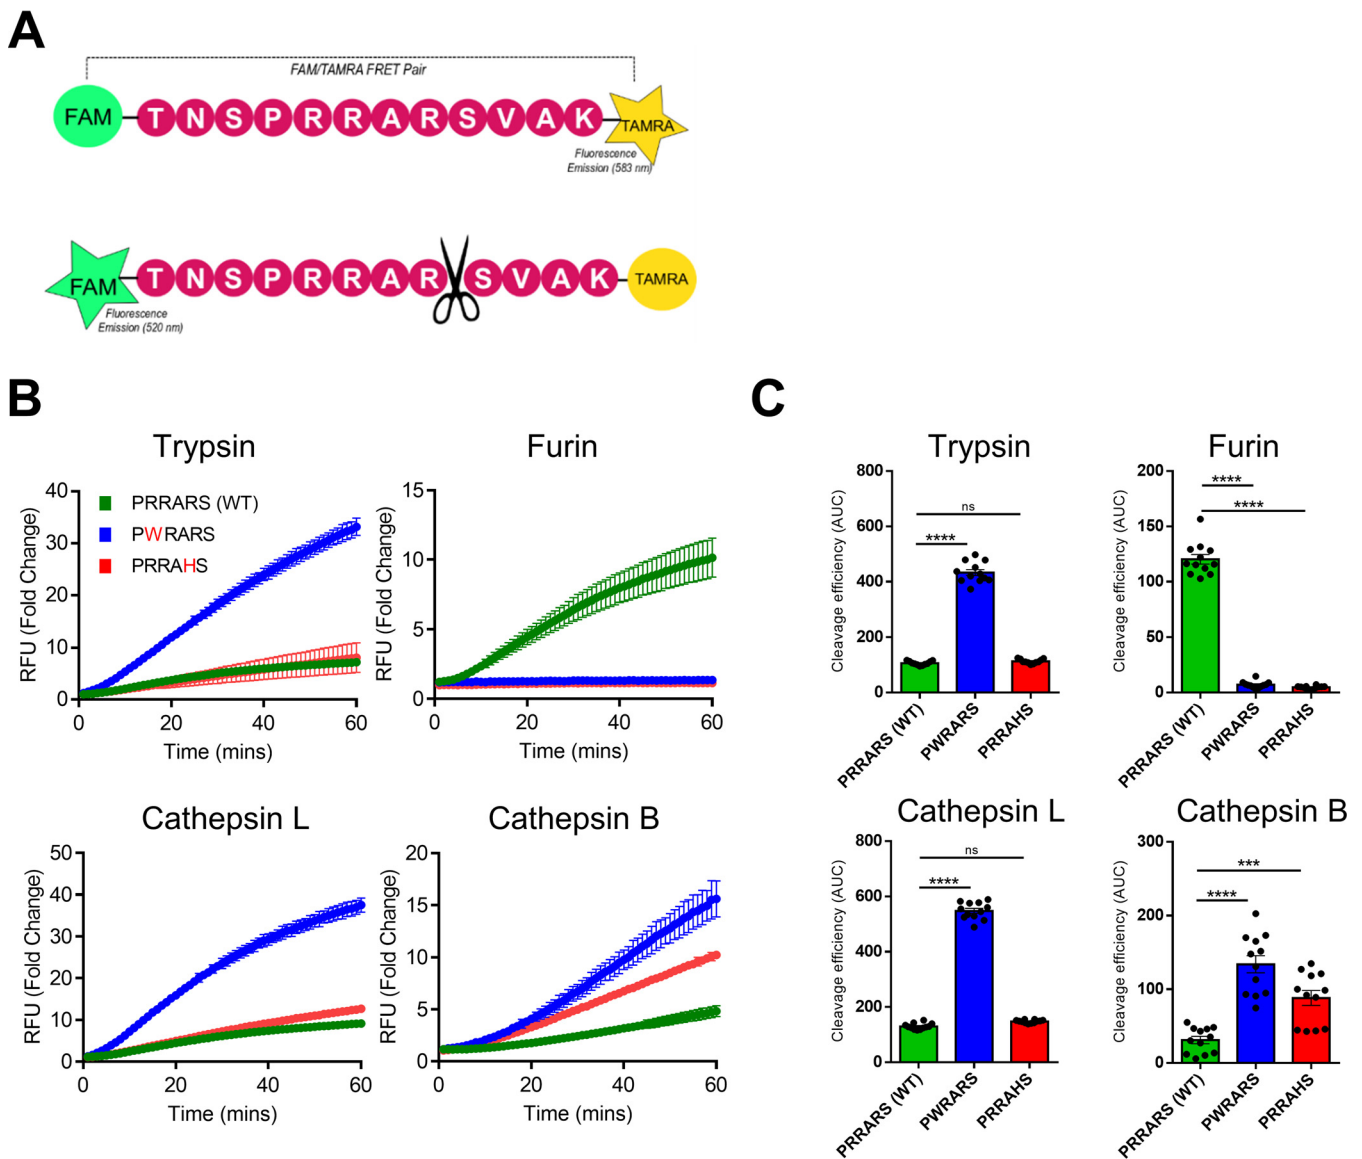 A
FAM/TAMRA FRET Pair
FAM T N S P R R A R S V A K TAMRA
Fluorescence
Emission (583 nm)
FAM T N S P R R A R S V A K TAMRA
Fluorescence
Emission (520 nm)
B
Trypsin
RFU (Fold Change)
40
30
20
10
0
PRRARS (WT)
PWRARS
PRRAHS
0 20 40 60
Time (mins)
Furin
RFU (Fold Change)
15
10
5
0
0 20 40 60
Time (mins)
Cathepsin L
RFU (Fold Change)
50
40
30
20
10
0
0 20 40 60
Time (mins)
Cathepsin B
RFU (Fold Change)
20
15
10
5
0
0 20 40 60
Time (mins)
C
Trypsin
Cleavage efficiency (AUC)
800
600
400
200
0
ns
****
PRRARS (WT)
PWRARS
PRRAHS
Furin
Cleavage efficiency (AUC)
200
150
100
50
0
****
****
PRRARS (WT)
PWRARS
PRRAHS
Cathepsin L
Cleavage efficiency (AUC)
800
600
400
200
0
ns
****
PRRARS (WT)
PWRARS
PRRAHS
Cathepsin B
Cleavage efficiency (AUC)
300
200
100
0
***
****
PRRARS (WT)
PWRARS
PRRAHS